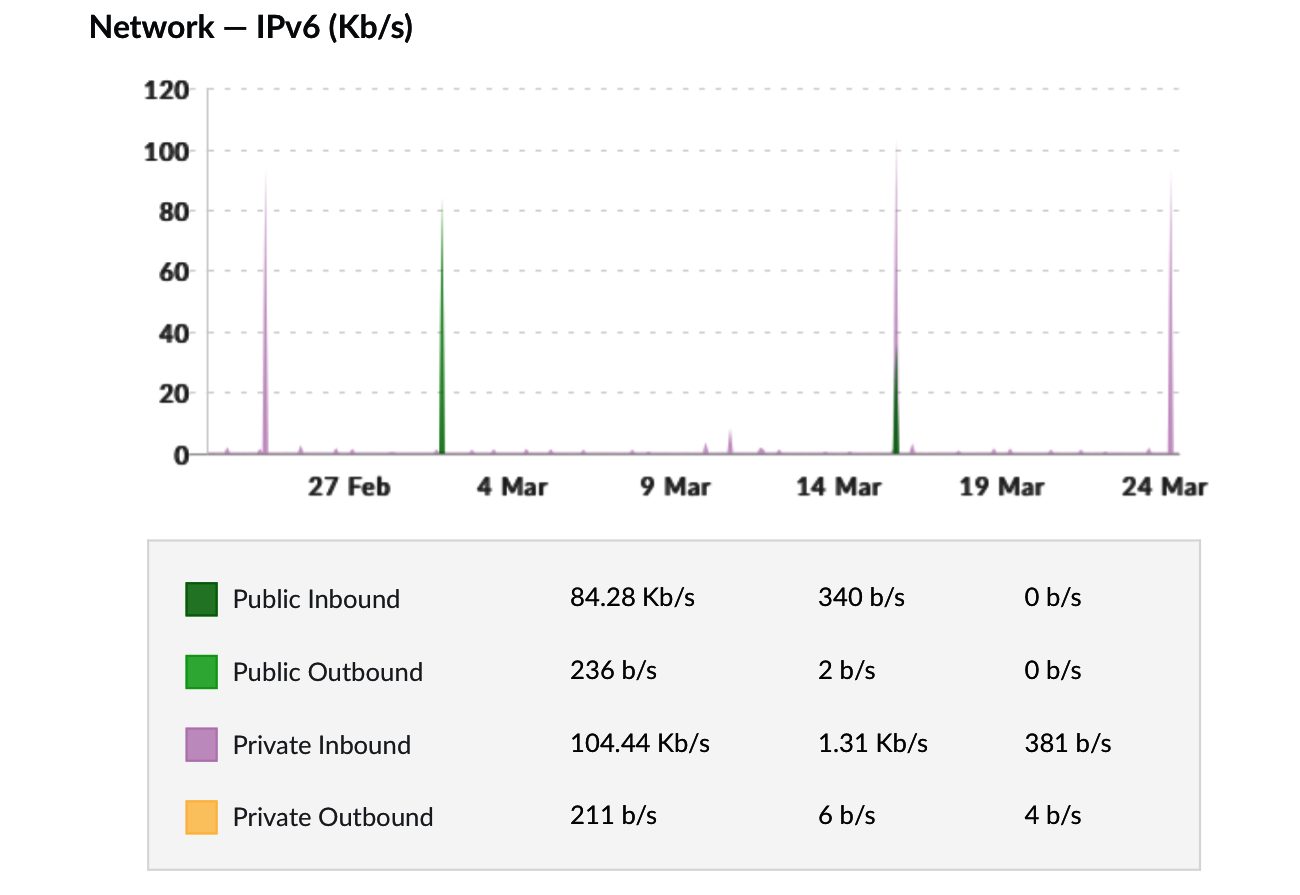 Network — IPv6 (Kb/s)
120
100
80
60
40
20
0
27 Feb 4 Mar 9 Mar 14 Mar 19 Mar 24 Mar
Public Inbound 84.28 Kb/s 340 b/s 0 b/s
Public Outbound 236 b/s 2 b/s 0 b/s
Private Inbound 104.44 Kb/s 1.31 Kb/s 381 b/s
Private Outbound 211 b/s 6 b/s 4 b/s